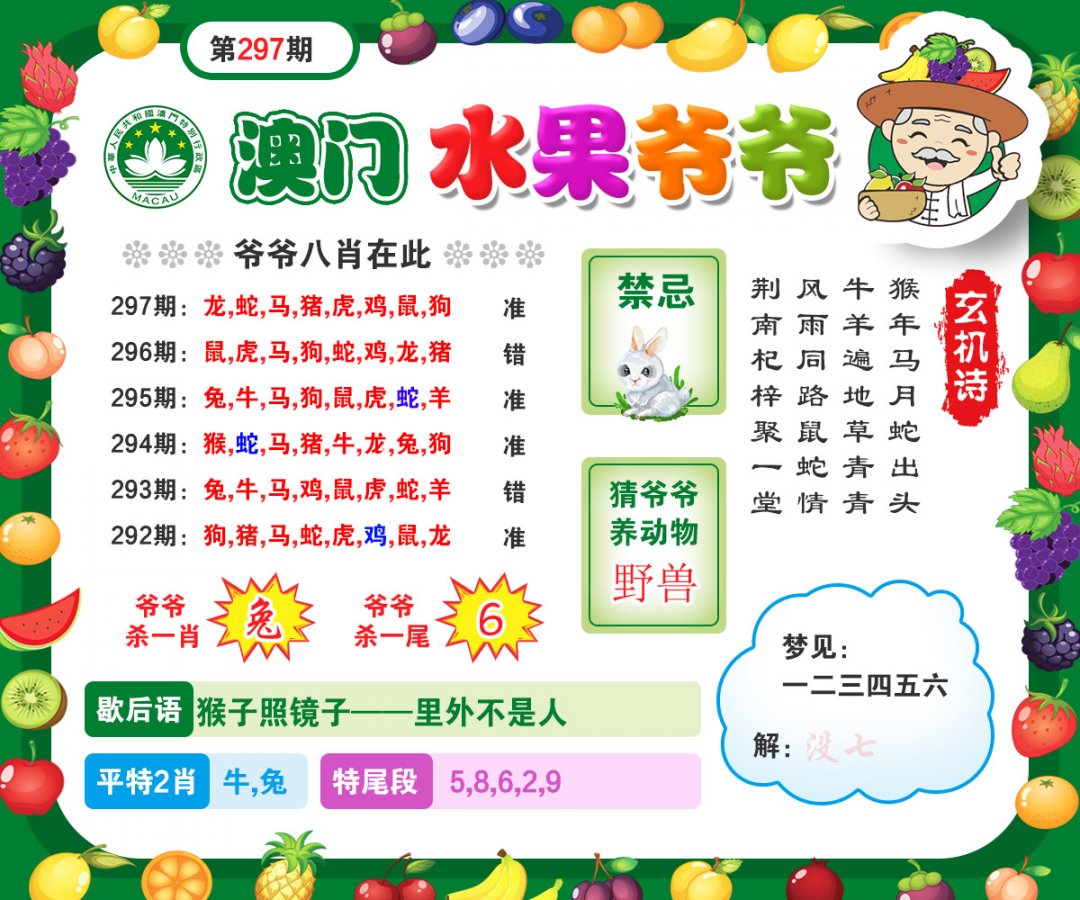 第297期
中華人民共和國澳門特別行政區
MACAU
澳门水果爷爷
爷爷八肖在此
297期：龙,蛇,马,猪,虎,鸡,鼠,狗 准
296期：鼠,虎,马,狗,蛇,鸡,龙,猪 错
295期：兔,牛,马,狗,鼠,虎,蛇,羊 准
294期：猴,蛇,马,猪,牛,龙,兔,狗 准
293期：兔,牛,马,鸡,鼠,虎,蛇,羊 错
292期：狗,猪,马,蛇,虎,鸡,鼠,龙 准
爷爷
杀一肖
兔
爷爷
杀一尾
6
禁忌
猜爷爷
养动物
野兽
玄机诗
猴年马月蛇出头
牛羊遍地草青青
风雨同路鼠蛇情
荆南杞梓聚一堂
歇后语 猴子照镜子——里外不是人
平特2肖 牛,兔
特尾段 5,8,6,2,9
梦见：
一二三四五六
解：没七